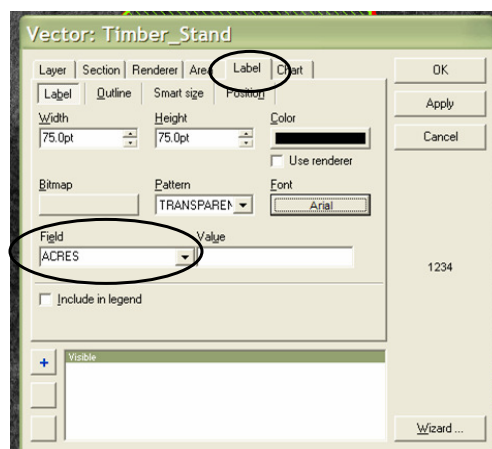 Vector: Timber_Stand
Layer Section Renderer Area Label Chart
Label Outline Smart size Position
Width Height Color
75.0pt 75.0pt
Use renderer
Bitmap Pattern Font
TRANSPAREN Arial
Field Value
ACRES
Include in legend
+ Visible
OK
Apply
Cancel
1234
Wizard ...